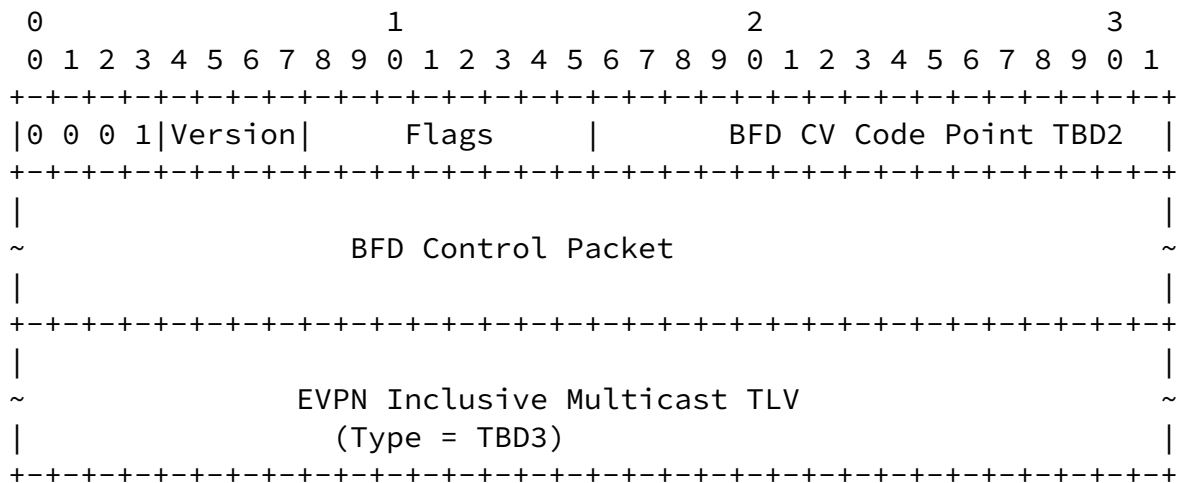 0                   1                   2                   3
 0 1 2 3 4 5 6 7 8 9 0 1 2 3 4 5 6 7 8 9 0 1 2 3 4 5 6 7 8 9 0 1
+-+-+-+-+-+-+-+-+-+-+-+-+-+-+-+-+-+-+-+-+-+-+-+-+-+-+-+-+-+-+-+-+
|0 0 0 1|Version|     Flags     |       BFD CV Code Point TBD2  |
+-+-+-+-+-+-+-+-+-+-+-+-+-+-+-+-+-+-+-+-+-+-+-+-+-+-+-+-+-+-+-+-+
|                                                               |
~                  BFD Control Packet                           ~
|                                                               |
+-+-+-+-+-+-+-+-+-+-+-+-+-+-+-+-+-+-+-+-+-+-+-+-+-+-+-+-+-+-+-+-+
|                                                               |
~               EVPN Inclusive Multicast TLV                    ~
|                 (Type = TBD3)                                 |
+-+-+-+-+-+-+-+-+-+-+-+-+-+-+-+-+-+-+-+-+-+-+-+-+-+-+-+-+-+-+-+-+